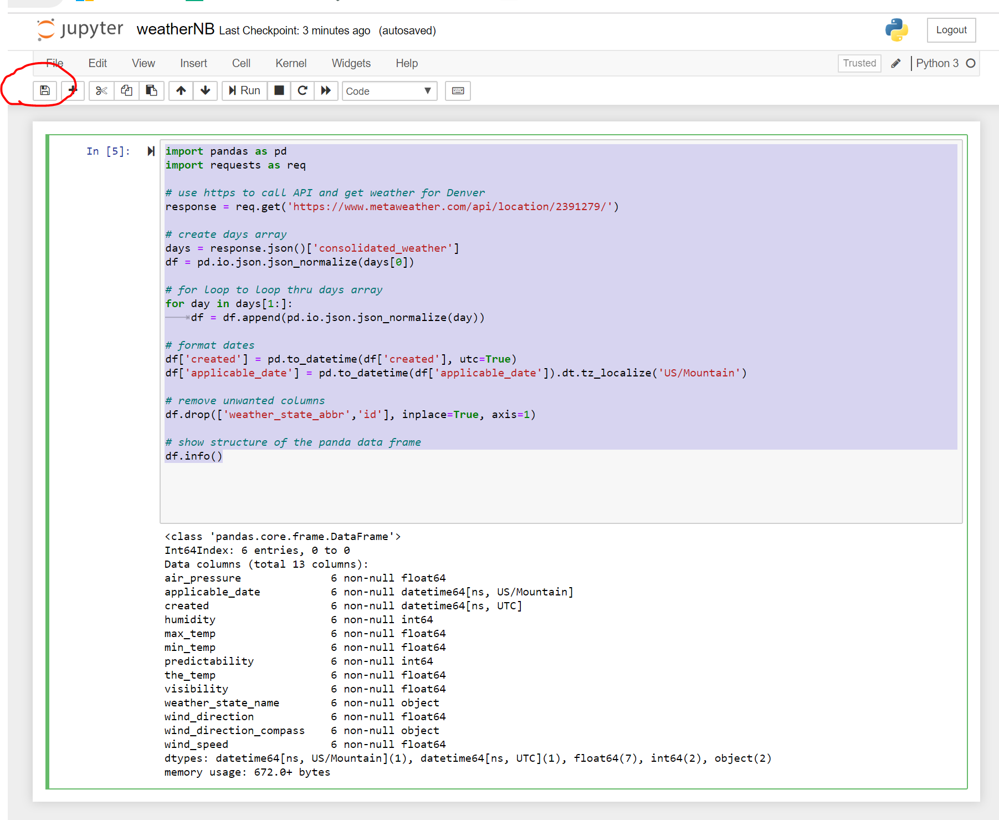 jupyter weatherNB Last Checkpoint: 3 minutes ago (autosaved) Logout
File Edit View Insert Cell Kernel Widgets Help Trusted Python 3
Run Code
In [5]:
import pandas as pd
import requests as req
# use https to call API and get weather for Denver
response = req.get('https://www.metaweather.com/api/location/2391279/')
# create days array
days = response.json()['consolidated_weather']
df = pd.io.json.json_normalize(days[0])
# for loop to loop thru days array
for day in days[1:]:
df = df.append(pd.io.json.json_normalize(day))
# format dates
df['created'] = pd.to_datetime(df['created'], utc=True)
df['applicable_date'] = pd.to_datetime(df['applicable_date']).dt.tz_localize('US/Mountain')
# remove unwanted columns
df.drop(['weather_state_abbr','id'], inplace=True, axis=1)
# show structure of the panda data frame
df.info()
<class 'pandas.core.frame.DataFrame'>
Int64Index: 6 entries, 0 to 0
Data columns (total 13 columns):
air_pressure 6 non-null float64
applicable_date 6 non-null datetime64[ns, US/Mountain]
created 6 non-null datetime64[ns, UTC]
humidity 6 non-null int64
max_temp 6 non-null float64
min_temp 6 non-null float64
predictability 6 non-null int64
the_temp 6 non-null float64
visibility 6 non-null float64
weather_state_name 6 non-null object
wind_direction 6 non-null float64
wind_direction_compass 6 non-null object
wind_speed 6 non-null float64
dtypes: datetime64[ns, US/Mountain](1), datetime64[ns, UTC](1), float64(7), int64(2), object(2)
memory usage: 672.0+ bytes